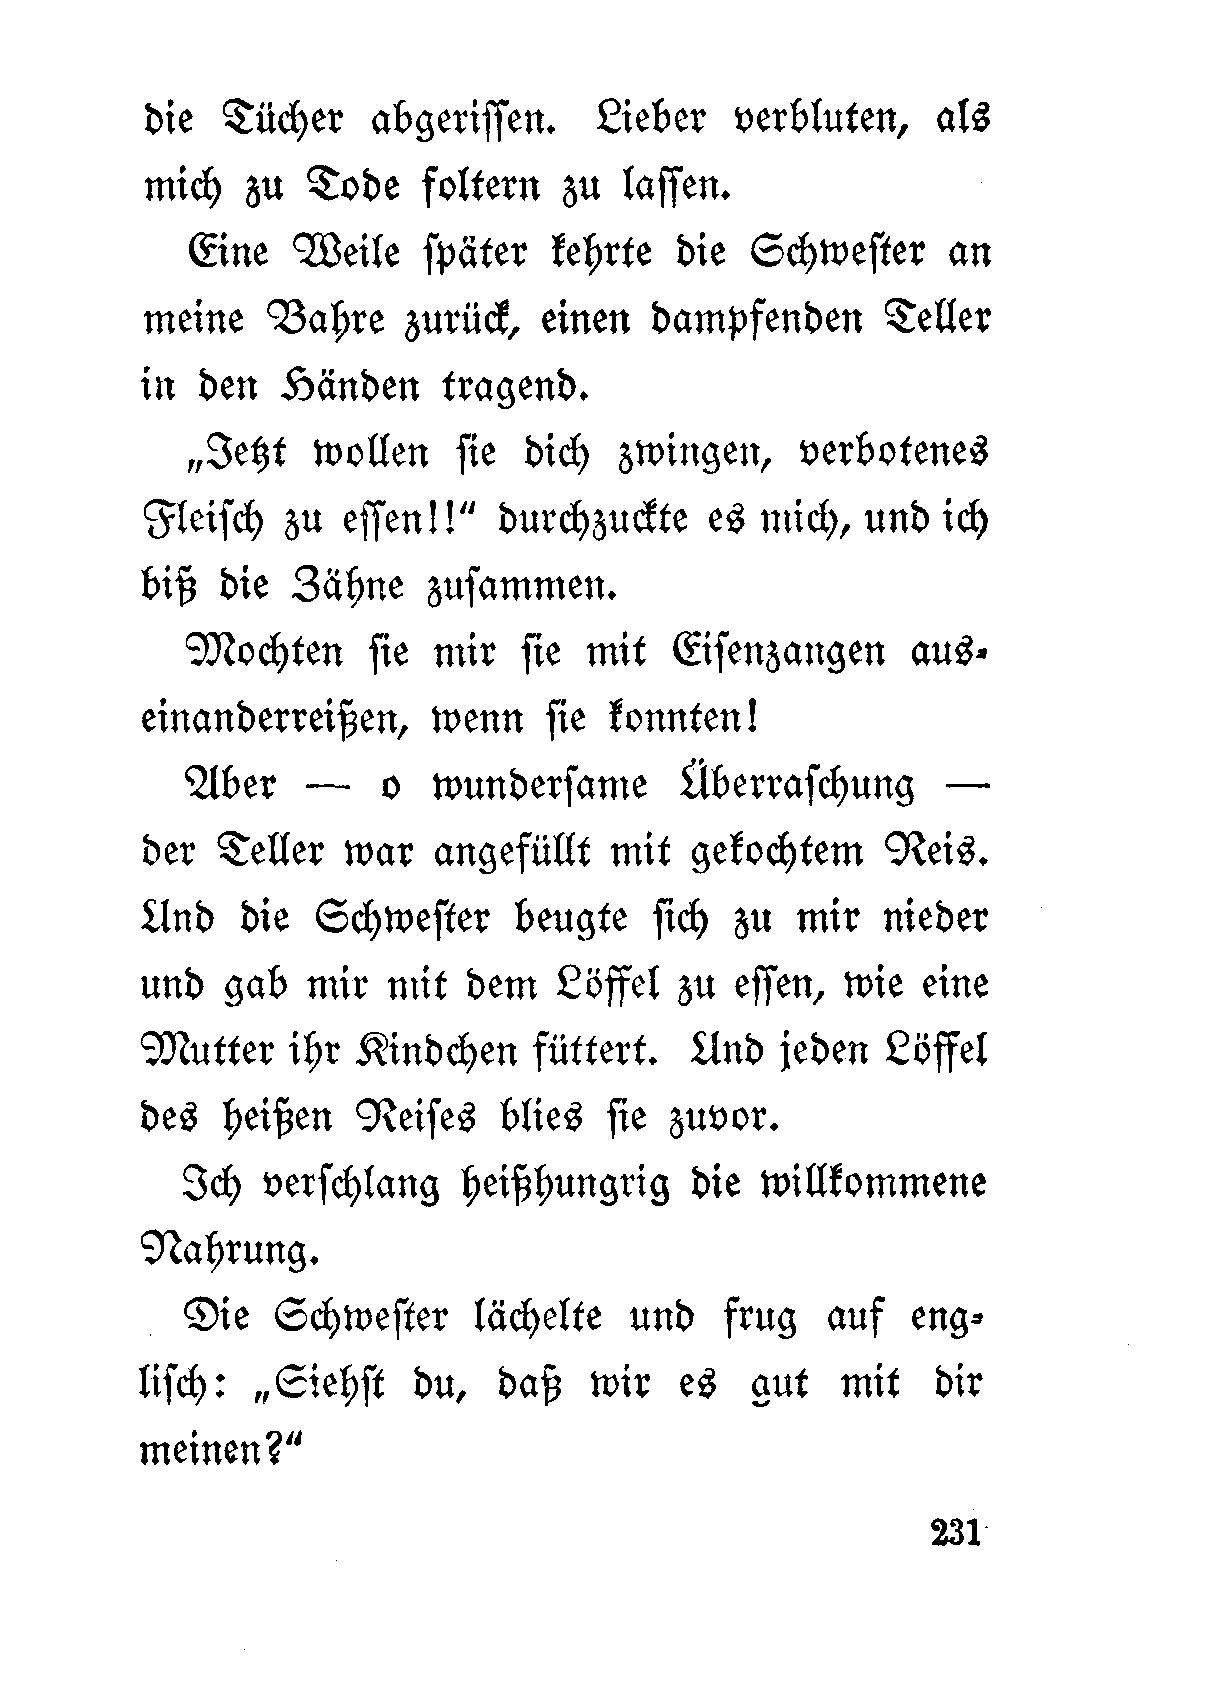 die Tücher abgerissen. Lieber verbluten, als
mich zu Tode foltern zu lassen.
Eine Weile später kehrte die Schwester an
meine Bahre zurück, einen dampfenden Teller
in den Händen tragend.
„Jetzt wollen sie dich zwingen, verbotenes
Fleisch zu essen!!“ durchzuckte es mich, und ich
biß die Zähne zusammen.
Mochten sie mir sie mit Eisenzangen aus-
einanderreißen, wenn sie konnten!
Aber — o wundersame Überraschung —
der Teller war angefüllt mit gekochtem Reis.
Und die Schwester beugte sich zu mir nieder
und gab mir mit dem Löffel zu essen, wie eine
Mutter ihr Kindchen füttert. Und jeden Löffel
des heißen Reises blies sie zuvor.
Ich verschlang heißhungrig die willkommene
Nahrung.
Die Schwester lächelte und frug auf eng-
lisch: „Siehst du, daß wir es gut mit dir
meinen?“
231